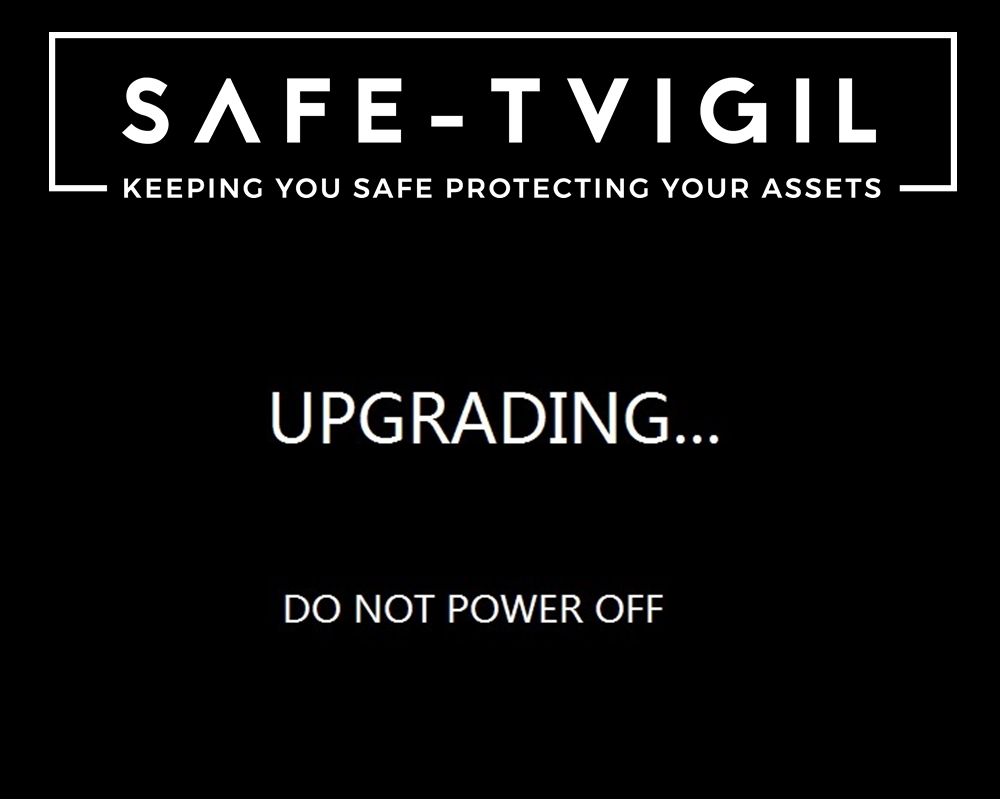 SAFE-TVIGIL
KEEPING YOU SAFE PROTECTING YOUR ASSETS
UPGRADING...
DO NOT POWER OFF